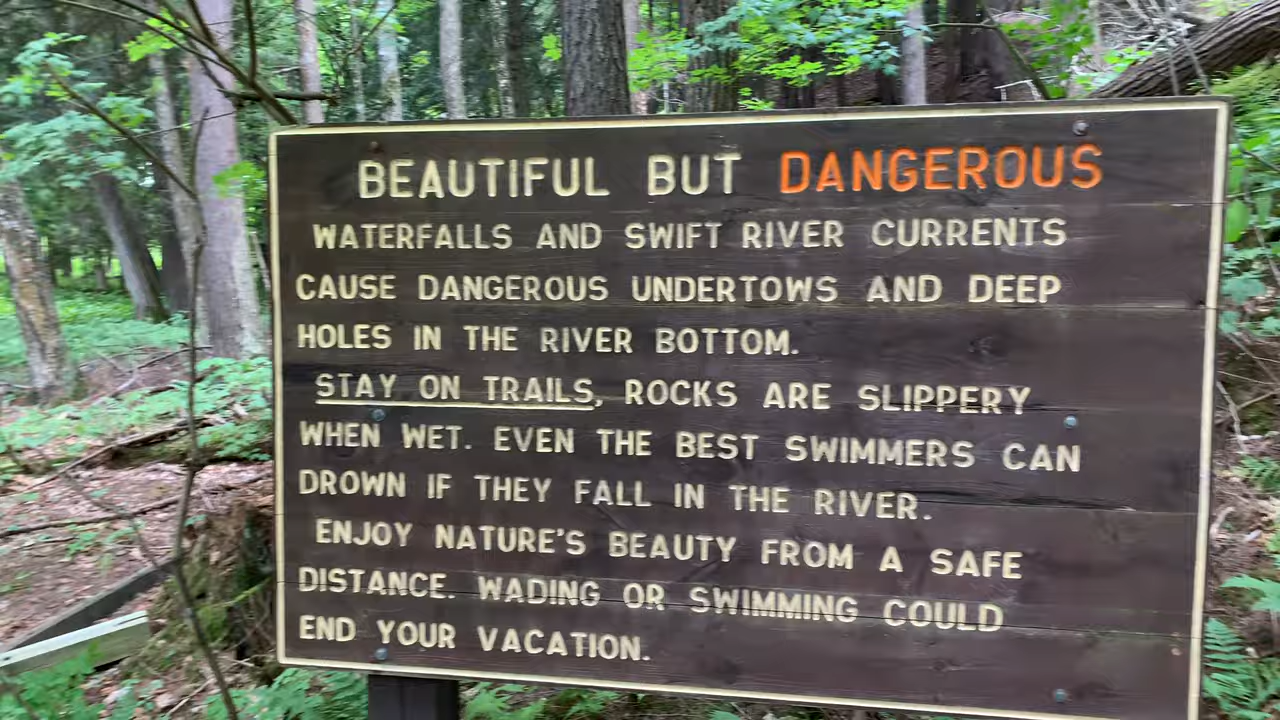 BEAUTIFUL BUT DANGEROUS
WATERFALLS AND SWIFT RIVER CURRENTS
CAUSE DANGEROUS UNDERTOWS AND DEEP
HOLES IN THE RIVER BOTTOM.
STAY ON TRAILS, ROCKS ARE SLIPPERY
WHEN WET. EVEN THE BEST SWIMMERS CAN
DROWN IF THEY FALL IN THE RIVER.
ENJOY NATURE'S BEAUTY FROM A SAFE
DISTANCE. WADING OR SWIMMING COULD
END YOUR VACATION.